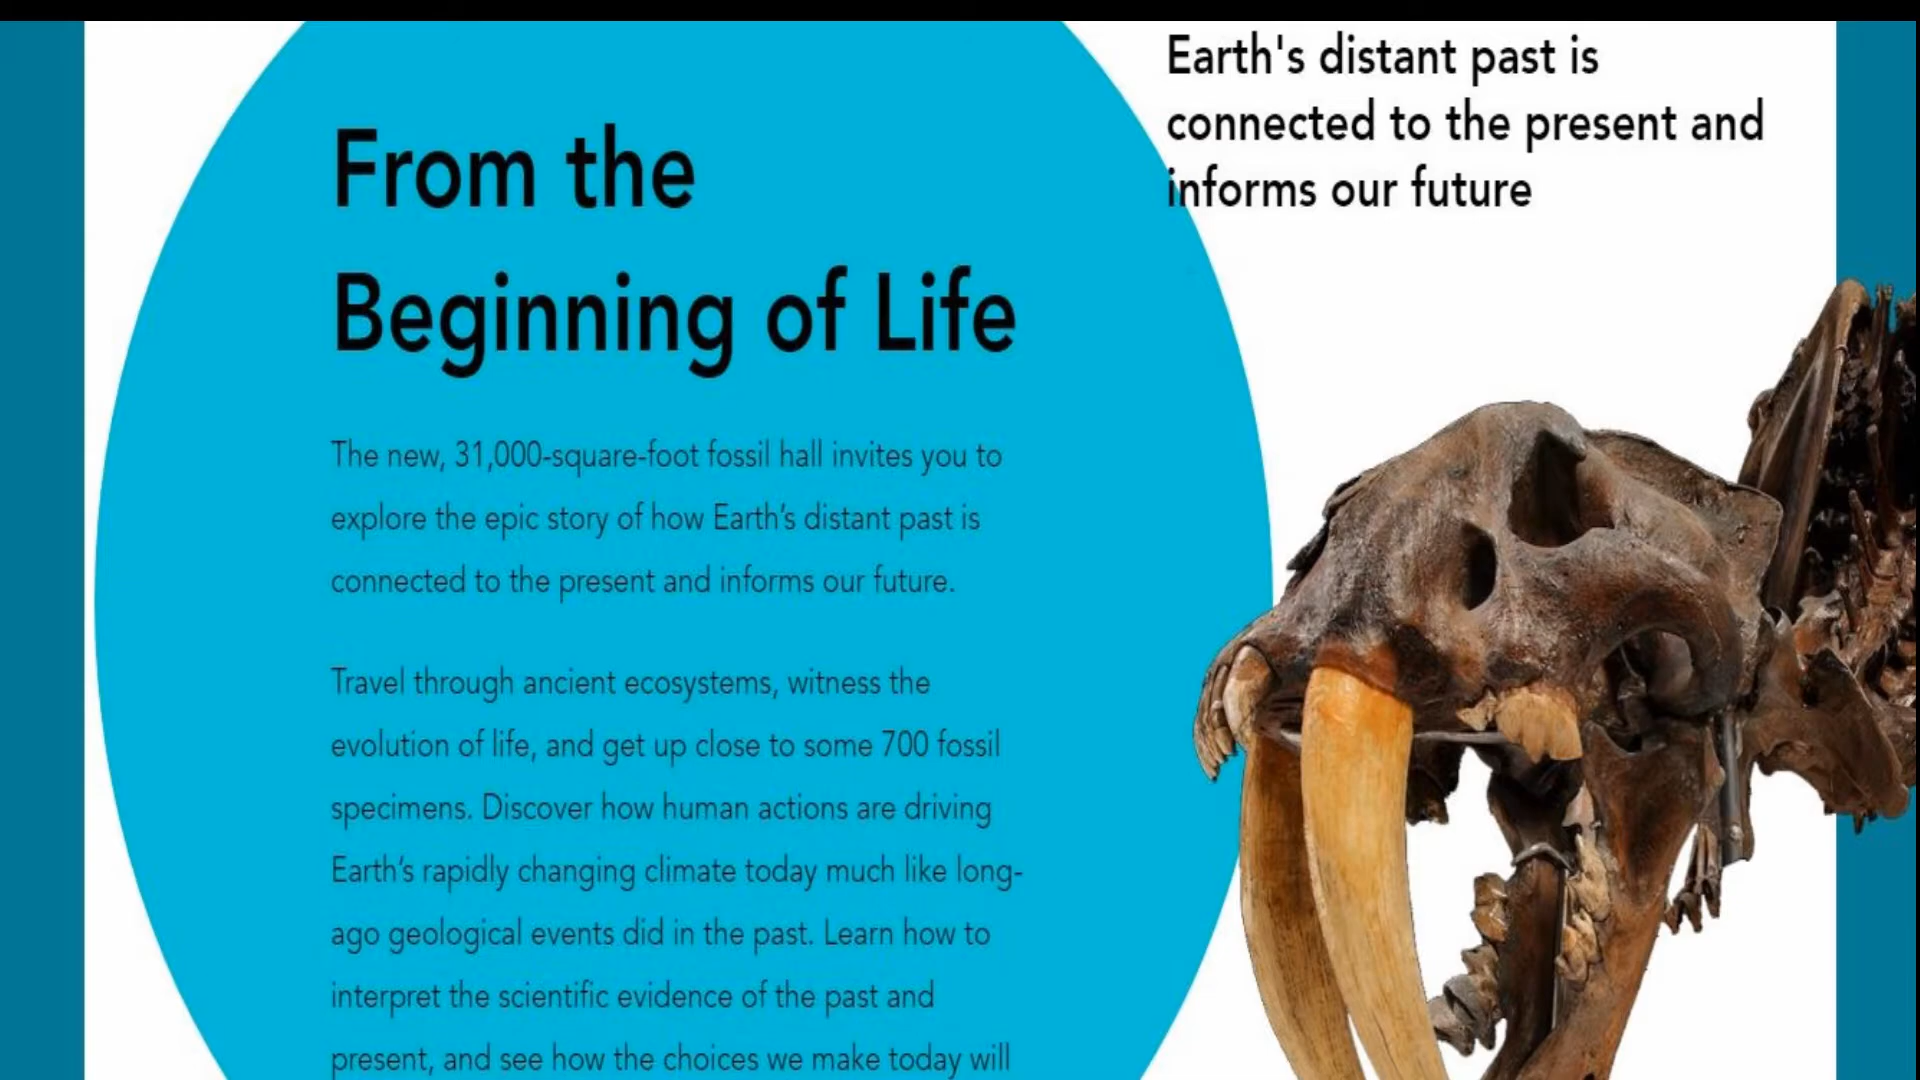 From the
Beginning of Life
The new, 31,000-square-foot fossil hall invites you to
explore the epic story of how Earth’s distant past is
connected to the present and informs our future.
Travel through ancient ecosystems, witness the
evolution of life, and get up close to some 700 fossil
specimens. Discover how human actions are driving
Earth’s rapidly changing climate today much like long-
ago geological events did in the past. Learn how to
interpret the scientific evidence of the past and
present, and see how the choices we make today will
Earth's distant past is
connected to the present and
informs our future